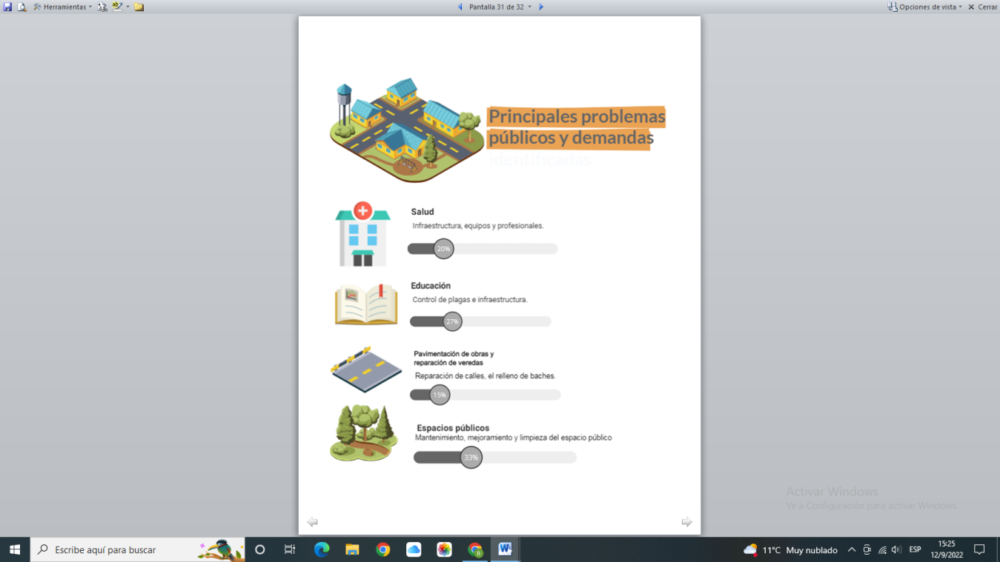 Herramientas
Pantalla 31 de 32
Opciones de vista
Cerrar
Principales problemas
públicos y demandas
identificadas
Salud
Infraestructura, equipos y profesionales.
20%
Educación
Control de plagas e infraestructura.
27%
Pavimentación de obras y
reparación de veredas
Reparación de calles, el relleno de baches.
15%
Espacios públicos
Mantenimiento, mejoramiento y limpieza del espacio público
33%
Activar Windows
Ve a Configuración para activar Windows.
Escribe aquí para buscar
11°C Muy nublado
ESP
15:25
12/9/2022